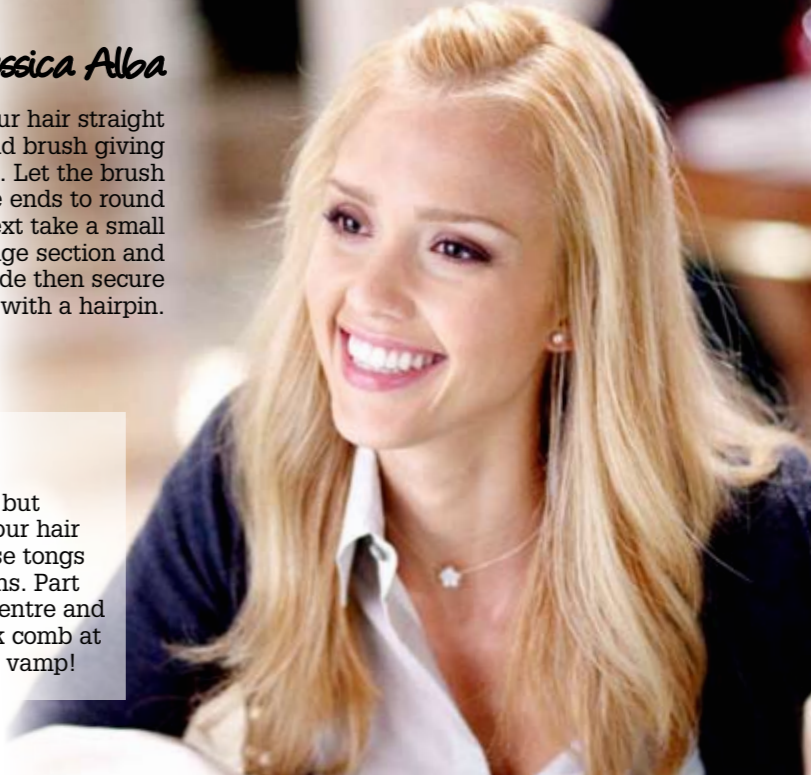 ssica Alba
ur hair straight
d brush giving
. Let the brush
e ends to round
ext take a small
ge section and
de then secure
with a hairpin.
but
our hair
se tongs
ns. Part
entre and
k comb at
vamp!